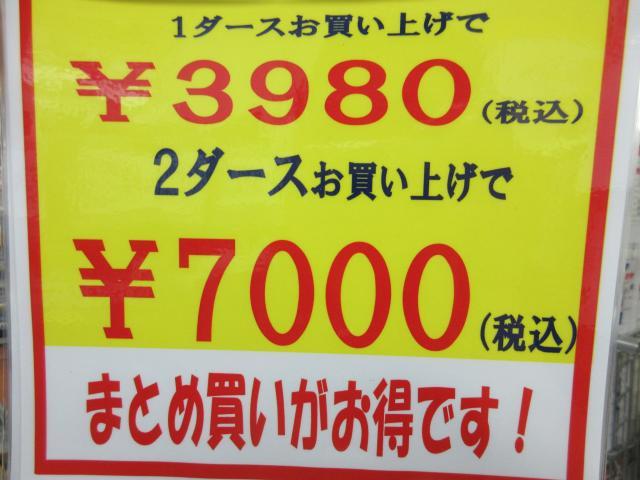 1ダースお買い上げで
¥3980(税込)
2ダースお買い上げで
¥7000(税込)
まとめ買いがお得です!